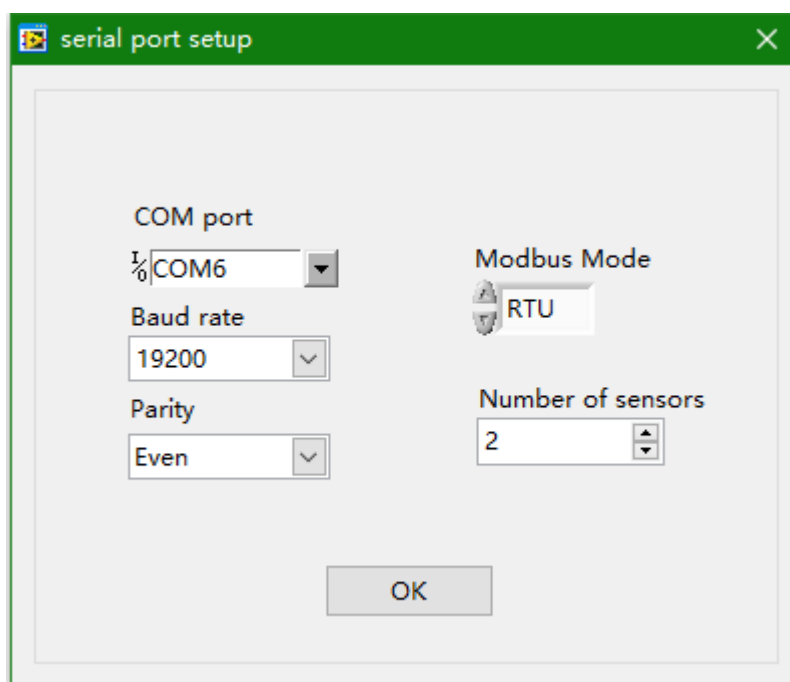 serial port setup
COM port
COM6
Baud rate
19200
Parity
Even
Modbus Mode
RTU
Number of sensors
2
OK